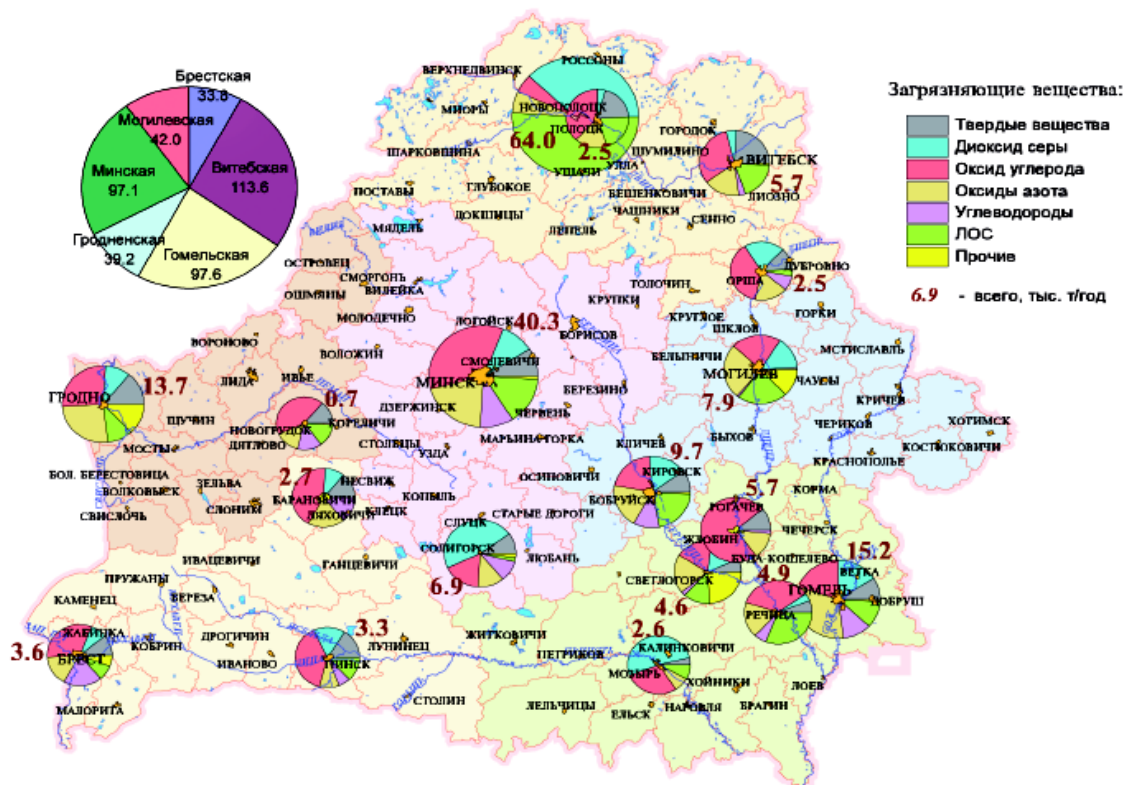 Брестская
33.8
Могилевская
42.0
Минская
97.1
Витебская
113.6
Гродненская
39.2
Гомельская
97.6
Загрязняющие вещества:
Твердые вещества
Диоксид серы
Оксид углерода
Оксиды азота
Углеводороды
ЛОС
Прочие
6.9 - всего, тыс. т/год
РОССОНЫ
ВЕРХНЕДВИНСК
МИОРЫ
НОВОПОЛОЦК
ПОЛОЦК
64.0
2.5
ГОРОДОК
ШУМИЛИНО
ВИТЕБСК
5.7
ШАРКОВЩИНА
УШАЧИ
УЛЛА
ГЛУБОКОЕ
БЕШЕНКОВИЧИ
ЛИОЗНО
ПОСТАВЫ
ДОКШИЦЫ
ЛЕПЕЛЬ
ЧАШНИКИ
СЕННО
МЯДЕЛЬ
ОСТРОВЕЦ
СМОРГОНЬ
ВИЛЕЙКА
ОШМЯНЫ
МОЛОДЕЧНО
ЛОГОЙСК
40.3
БОРИСОВ
КРУПКИ
ТОЛОЧИН
ОРША
ДУБРОВНО
2.5
КРУГЛОЕ
ШКЛОВ
ГОРКИ
ВОРОНОВО
ВОЛОЖИН
СМОЛЕВИЧИ
МИНСК
БЕЛЫНИЧИ
МСТИСЛАВЛЬ
МОГИЛЕВ
ЧАУСЫ
7.9
ГРОДНО
13.7
ЛИДА
ИВЬЕ
0.7
ЩУЧИН
НОВОГРУДОК
КОРЕЛИЧИ
ДЯТЛОВО
СТОЛБЦЫ
ДЗЕРЖИНСК
ЧЕРВЕНЬ
БЕРЕЗИНО
МАРЬИНА ГОРКА
УЗДА
КРИЧЕВ
ЧЕРИКОВ
ХОТИМСК
КОСТЮКОВИЧИ
КРАСНОПОЛЬЕ
БЫХОВ
КЛИЧЕВ
МОСТЫ
БОЛ. БЕРЕСТОВИЦА
ВОЛКОВЫСК
ЗЕЛЬВА
СЛОНИМ
СВИСЛОЧЬ
2.7
БАРАНОВИЧИ
ЛЯХОВИЧИ
НЕСВИЖ
КЛЕЦК
КОПЫЛЬ
ОСИПОВИЧИ
9.7
КИРОВСК
БОБРУЙСК
5.7
РОГАЧЕВ
КОРМА
ЧЕЧЕРСК
ЖЛОБИН
СЛУЦК
СТАРЫЕ ДОРОГИ
СОЛИГОРСК
ЛЮБАНЬ
6.9
БУДА-КОШЕЛЕВО
15.2
ВЕТКА
ГОМЕЛЬ
ДОБРУШ
СВЕТЛОГОРСК
4.6
4.9
РЕЧИЦА
ИВАЦЕВИЧИ
ГАНЦЕВИЧИ
ПРУЖАНЫ
БЕРЕЗА
КАМЕНЕЦ
3.6
ЖАБИНКА
БРЕСТ
КОБРИН
ДРОГИЧИН
ИВАНОВО
3.3
ПИНСК
ЛУНИНЕЦ
ЖИТКОВИЧИ
ПЕТРИКОВ
2.6
КАЛИНКОВИЧИ
МОЗЫРЬ
ХОЙНИКИ
ЛОЕВ
МАЛОРИТА
СТОЛИН
ЛЕЛЬЧИЦЫ
ЕЛЬСК
НАРОВЛЯ
БРАГИН